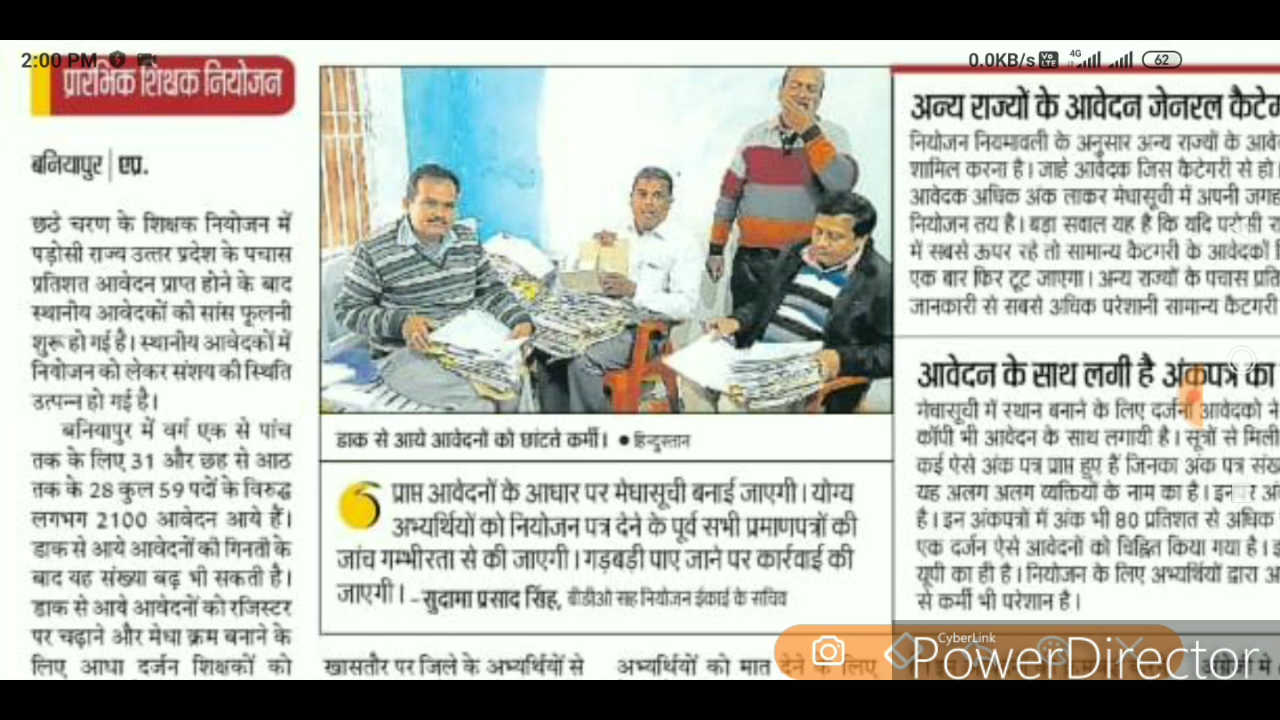 2:00 PM
0.0KB/s
Vo
LTE
4G
62
प्रारंभिक शिक्षक नियोजन
बनियापुर | एप्र.
छठे चरण के शिक्षक नियोजन में
पड़ोसी राज्य उत्तर प्रदेश के पचास
प्रतिशत आवेदन प्राप्त होने के बाद
स्थानीय आवेदकों की सांस फूलनी
शुरू हो गई है। स्थानीय आवेदकों में
नियोजन को लेकर संशय की स्थिति
उत्पन्न हो गई है।
बनियापुर में वर्ग एक से पांच
तक के लिए 31 और छह से आठ
तक के 28 कुल 59 पदों के विरुद्ध
लगभग 2100 आवेदन आये हैं।
डाक से आये आवेदनों की गिनती के
बाद यह संख्या बढ़ भी सकती है।
डाक से आये आवेदनों को रजिस्टर
पर चढ़ाने और मेधा क्रम बनाने के
लिए आधा दर्जन शिक्षकों को
डाक से आये आवेदनों को छांटते कर्मी। ● हिन्दुस्तान
प्राप्त आवेदनों के आधार पर मेधासूची बनाई जाएगी। योग्य
अभ्यर्थियों को नियोजन पत्र देने के पूर्व सभी प्रमाणपत्रों की
जांच गम्भीरता से की जाएगी। गड़बड़ी पाए जाने पर कार्रवाई की
जाएगी। - सुदामा प्रसाद सिंह, बीडीओ सह नियोजन ईकाई के सचिव
खासतौर पर जिले के अभ्यर्थियों से
अभ्यर्थियों को मात देने के लिए
अन्य राज्यों के आवेदन जेनरल कैटेग
नियोजन नियमावली के अनुसार अन्य राज्यों के आवे
शामिल करना है। जाहे आवेदक जिस कैटेगरी से हो।
आवेदक अधिक अंक लाकर मेधासूची में अपनी जगह
नियोजन तय है। बड़ा सवाल यह है कि यदि पड़ोसी रा
में सबसे ऊपर रहे तो सामान्य कैटगरी के आवेदकों
एक बार फिर टूट जाएगा। अन्य राज्यों के पचास प्रति
जानकारी से सबसे अधिक परेशानी सामान्य कैटगरी
आवेदन के साथ लगी है अंकपत्र का
मेधासूची में स्थान बनाने के लिए दर्जनों आवेदको ने
कॉपी भी आवेदन के साथ लगायी है। सूत्रों से मिली
कई ऐसे अंक पत्र प्राप्त हुए हैं जिनका अंक पत्र संख्
यह अलग अलग व्यक्तियों के नाम का है।
है। इन अंकपत्रों में अंक भी 80 प्रतिशत से अधिक
एक दर्जन ऐसे आवेदनों को चिह्नित किया गया है।
यूपी का ही है। नियोजन के लिए अभ्यर्थियों द्वारा अ
से कर्मी भी परेशान है।
CyberLink
PowerDirector